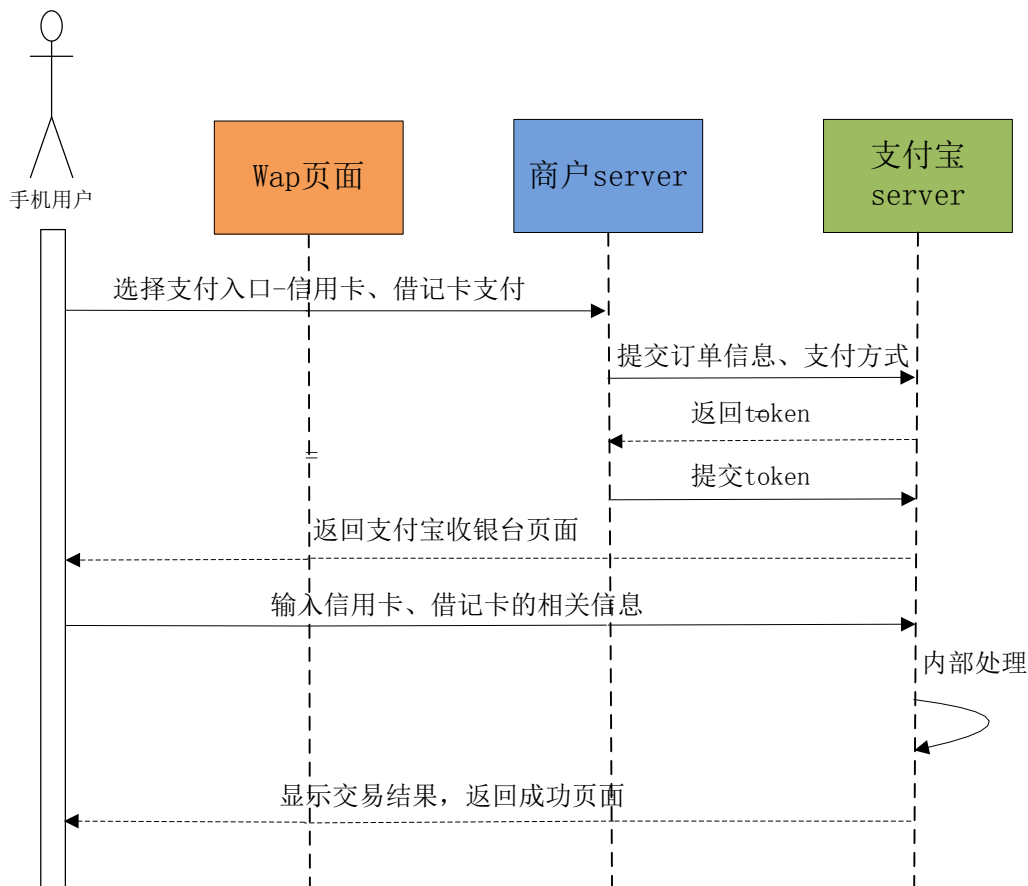 手机用户
Wap页面
商户server
支付宝
server
选择支付入口-信用卡、借记卡支付
提交订单信息、支付方式
返回token
提交token
返回支付宝收银台页面
输入信用卡、借记卡的相关信息
内部处理
显示交易结果，返回成功页面